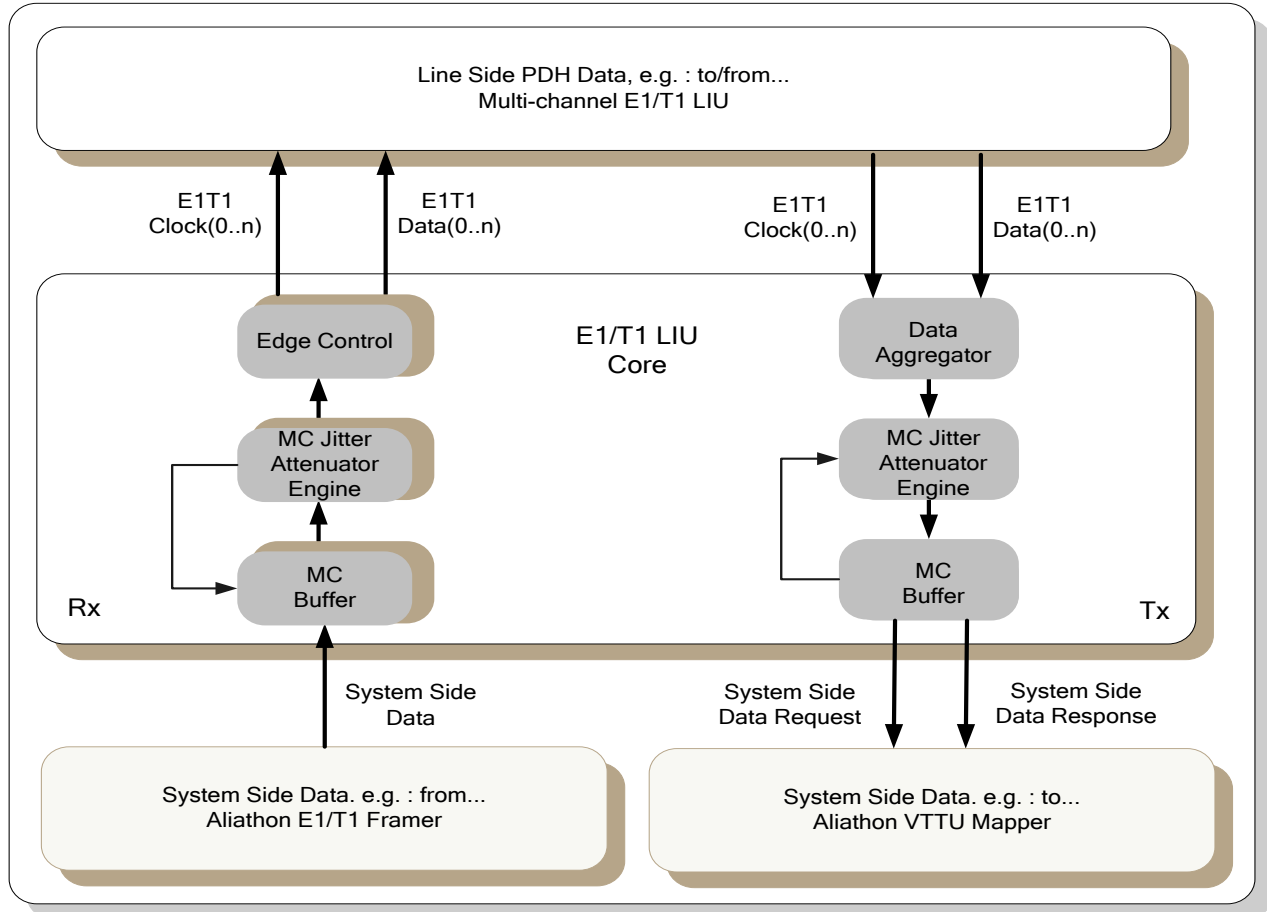 Line Side PDH Data, e.g. : to/from...
Multi-channel E1/T1 LIU
E1T1
Clock(0..n)
E1T1
Data(0..n)
E1T1
Clock(0..n)
E1T1
Data(0..n)
Edge Control
E1/T1 LIU
Core
Data
Aggregator
MC Jitter
Attenuator
Engine
MC Jitter
Attenuator
Engine
MC
Buffer
MC
Buffer
Rx
Tx
System Side
Data
System Side
Data Request
System Side
Data Response
System Side Data. e.g. : from...
Aliathon E1/T1 Framer
System Side Data. e.g. : to...
Aliathon VTTU Mapper